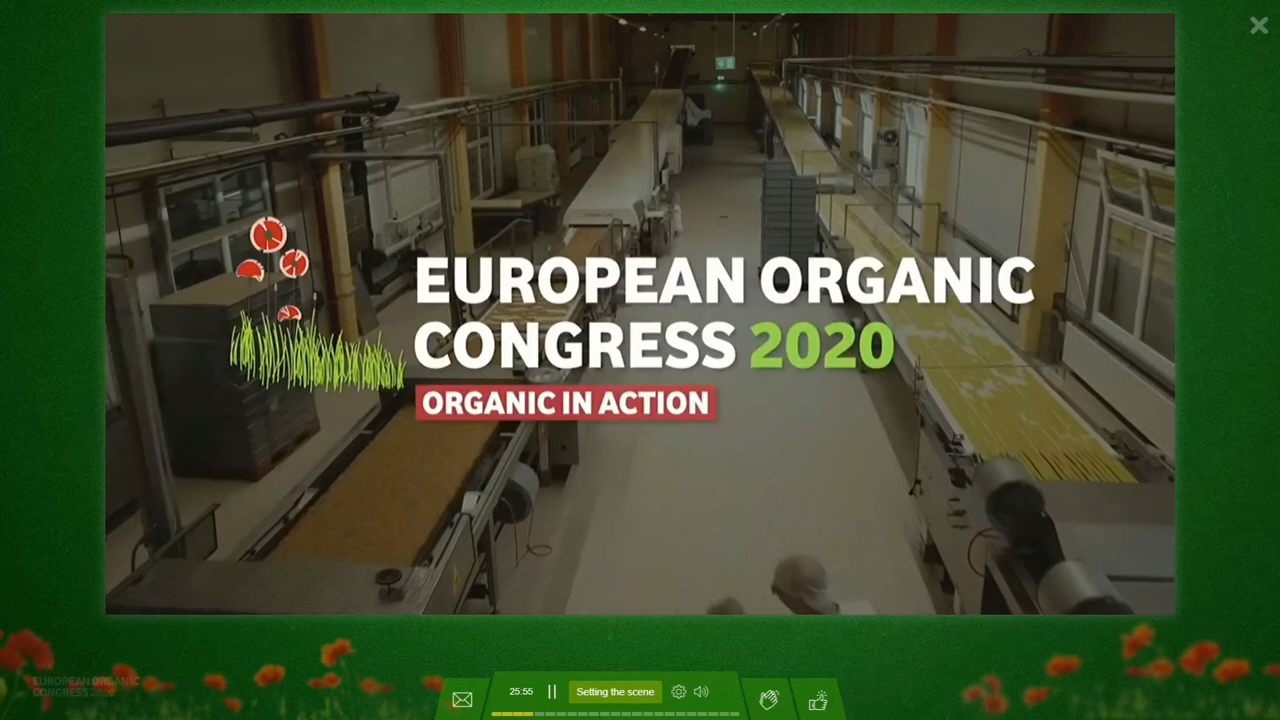 EUROPEAN ORGANIC
CONGRESS 2020
ORGANIC IN ACTION
EUROPEAN ORGANIC
CONGRESS 2020
25:55
Setting the scene